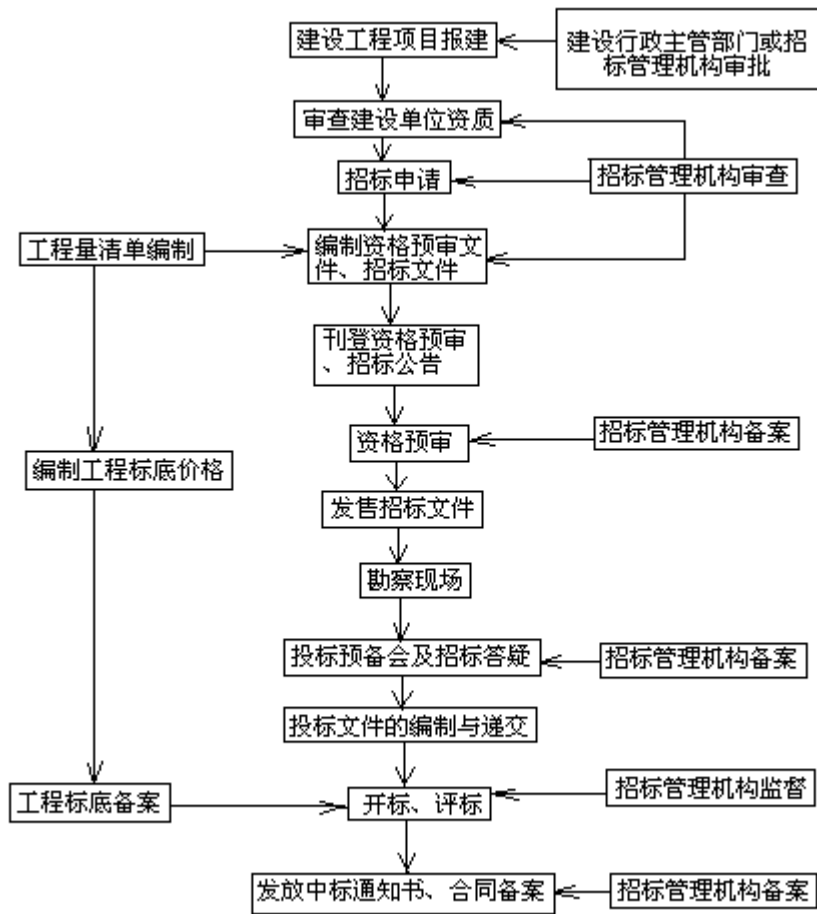 建设工程项目报建
建设行政主管部门或招
标管理机构审批
审查建设单位资质
招标申请
招标管理机构审查
工程量清单编制
编制资格预审文
件、招标文件
刊登资格预审
、招标公告
资格预审
招标管理机构备案
编制工程标底价格
发售招标文件
勘察现场
投标预备会及招标答疑
招标管理机构备案
投标文件的编制与递交
工程标底备案
开标、评标
招标管理机构监督
发放中标通知书、合同备案
招标管理机构备案